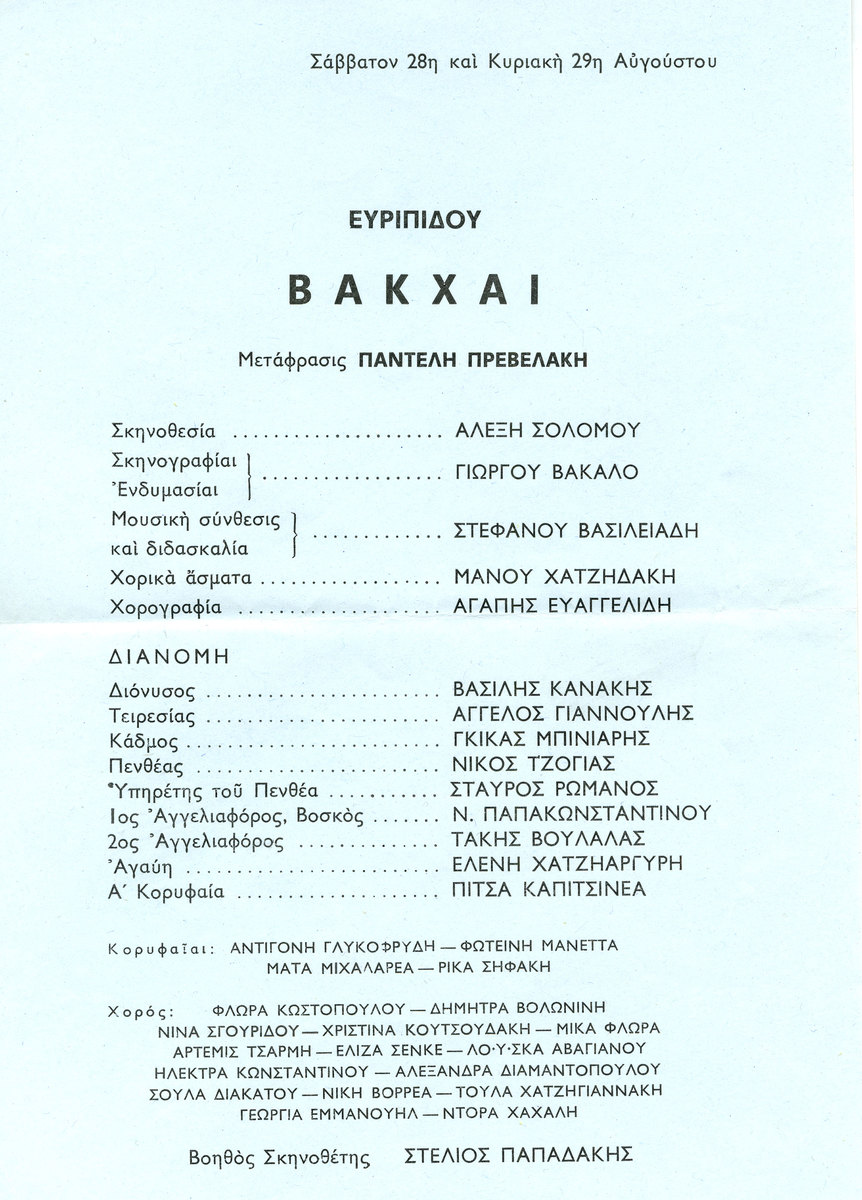 Σάββατον 28η καὶ Κυριακὴ 29η Αὐγούστου
ΕΥΡΙΠΙΔΟΥ
ΒΑΚΧΑΙ
Μετάφρασις ΠΑΝΤΕΛΗ ΠΡΕΒΕΛΑΚΗ
Σκηνοθεσία ..................... ΑΛΕΞΗ ΣΟΛΟΜΟΥ
Σκηνογραφίαι
Ἐνδυμασίαι } .................. ΓΙΩΡΓΟΥ ΒΑΚΑΛΟ
Μουσικὴ σύνθεσις
καὶ διδασκαλία } ............. ΣΤΕΦΑΝΟΥ ΒΑΣΙΛΕΙΑΔΗ
Χορικὰ ἄσματα .................. ΜΑΝΟΥ ΧΑΤΖΗΔΑΚΗ
Χορογραφία .................... ΑΓΑΠΗΣ ΕΥΑΓΓΕΛΙΔΗ
ΔΙΑΝΟΜΗ
Διόνυσος ....................... ΒΑΣΙΛΗΣ ΚΑΝΑΚΗΣ
Τειρεσίας ....................... ΑΓΓΕΛΟΣ ΓΙΑΝΝΟΥΛΗΣ
Κάδμος ......................... ΓΚΙΚΑΣ ΜΠΙΝΙΑΡΗΣ
Πενθέας ........................ ΝΙΚΟΣ ΤΖΟΓΙΑΣ
Ὑπηρέτης τοῦ Πενθέα ........... ΣΤΑΥΡΟΣ ΡΩΜΑΝΟΣ
1ος Ἀγγελιαφόρος, Βοσκὸς ....... Ν. ΠΑΠΑΚΩΝΣΤΑΝΤΙΝΟΥ
2ος Ἀγγελιαφόρος .............. ΤΑΚΗΣ ΒΟΥΛΑΛΑΣ
Ἀγαύη ......................... ΕΛΕΝΗ ΧΑΤΖΗΑΡΓΥΡΗ
Α΄ Κορυφαία .................... ΠΙΤΣΑ ΚΑΠΙΤΣΙΝΕΑ
Κορυφαῖαι: ΑΝΤΙΓΟΝΗ ΓΛΥΚΟΦΡΥΔΗ — ΦΩΤΕΙΝΗ ΜΑΝΕΤΤΑ
ΜΑΤΑ ΜΙΧΑΛΑΡΕΑ — ΡΙΚΑ ΣΗΦΑΚΗ
Χορός: ΦΛΩΡΑ ΚΩΣΤΟΠΟΥΛΟΥ — ΔΗΜΗΤΡΑ ΒΟΛΩΝΙΝΗ
ΝΙΝΑ ΣΓΟΥΡΙΔΟΥ — ΧΡΙΣΤΙΝΑ ΚΟΥΤΣΟΥΔΑΚΗ — ΜΙΚΑ ΦΛΩΡΑ
ΑΡΤΕΜΙΣ ΤΣΑΡΜΗ — ΕΛΙΖΑ ΣΕΝΚΕ — ΛΟ·Υ·ΣΚΑ ΑΒΑΓΙΑΝΟΥ
ΗΛΕΚΤΡΑ ΚΩΝΣΤΑΝΤΙΝΟΥ — ΑΛΕΞΑΝΔΡΑ ΔΙΑΜΑΝΤΟΠΟΥΛΟΥ
ΣΟΥΛΑ ΔΙΑΚΑΤΟΥ — ΝΙΚΗ ΒΟΡΡΕΑ — ΤΟΥΛΑ ΧΑΤΖΗΓΙΑΝΝΑΚΗ
ΓΕΩΡΓΙΑ ΕΜΜΑΝΟΥΗΛ — ΝΤΟΡΑ ΧΑΧΑΛΗ
Βοηθὸς Σκηνοθέτης ΣΤΕΛΙΟΣ ΠΑΠΑΔΑΚΗΣ